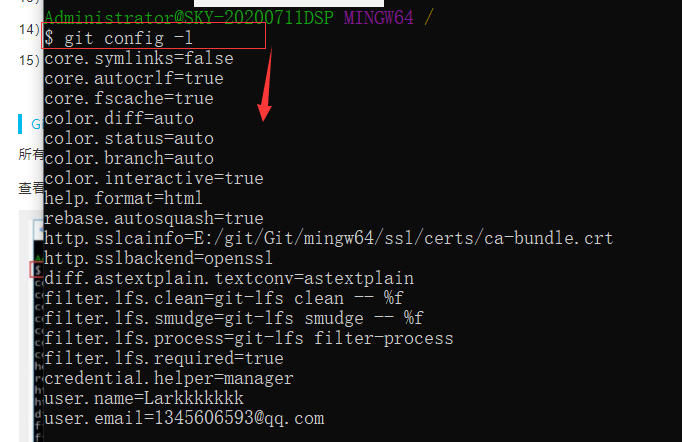 14)
15)
G
所有
查看
Administrator@SKY-20200711DSP MINGW64 /
$ git config -l
core.symlinks=false
core.autocrlf=true
core.fscache=true
color.diff=auto
color.status=auto
color.branch=auto
color.interactive=true
help.format=html
rebase.autosquash=true
http.sslcainfo=E:/git/Git/mingw64/ssl/certs/ca-bundle.crt
http.sslbackend=openssl
diff.astextplain.textconv=astextplain
filter.lfs.clean=git-lfs clean -- %f
filter.lfs.smudge=git-lfs smudge -- %f
filter.lfs.process=git-lfs filter-process
filter.lfs.required=true
credential.helper=manager
user.name=Larkkkkkkk
user.email=1345606593@qq.com